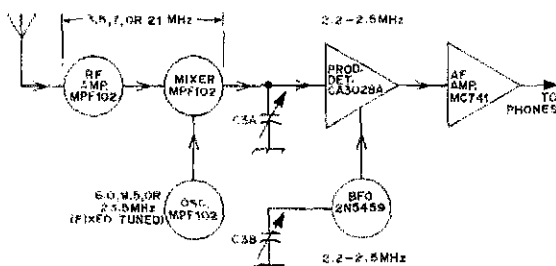 3.5, 7, OR 21 MHz
2.2-2.5MHz
RF
AMP.
MPF102
MIXER
MPF102
PROD.
DET.
CA3028A
AF
AMP.
MC741
TO
PHONES
C3A
6.0, 9.5, OR
23.5MHz
(FIXED TUNED)
OSC.
MPF102
BFO
2N5459
C3B
2.2-2.5MHz